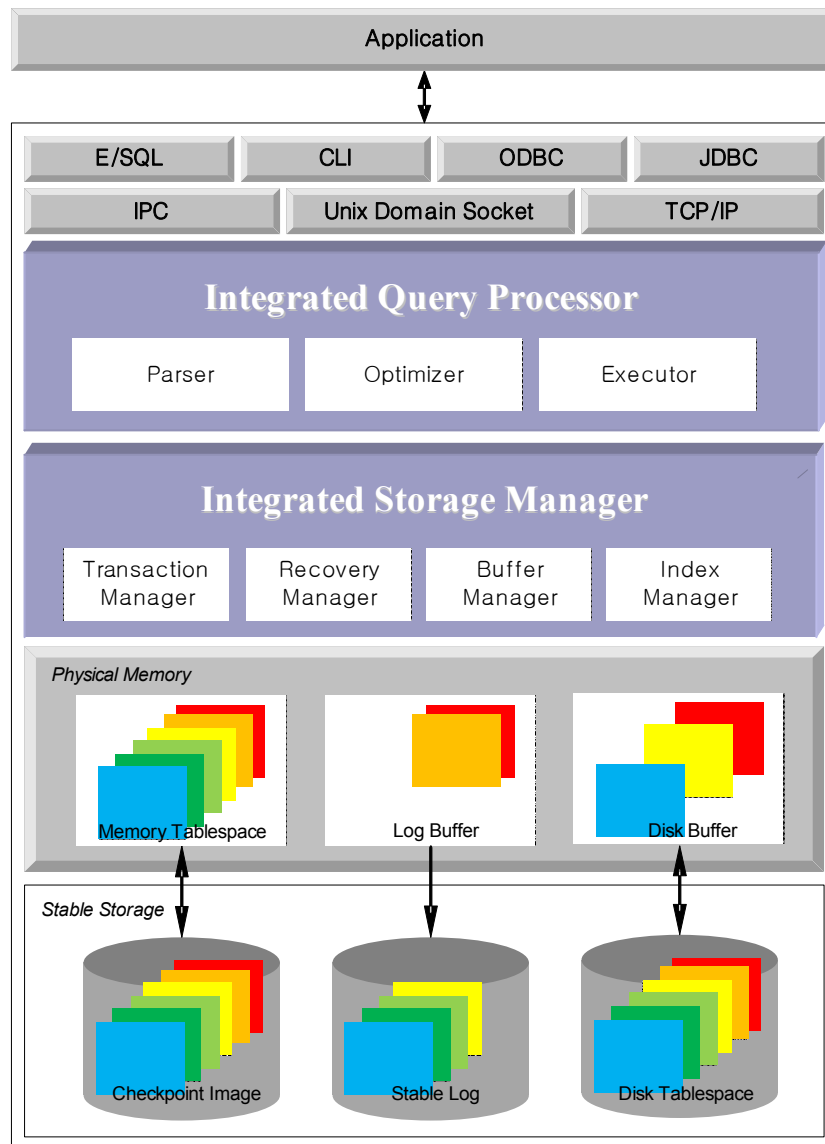 Application
E/SQL
CLI
ODBC
JDBC
IPC
Unix Domain Socket
TCP/IP
Integrated Query Processor
Parser
Optimizer
Executor
Integrated Storage Manager
Transaction
Manager
Recovery
Manager
Buffer
Manager
Index
Manager
Physical Memory
Memory Tablespace
Log Buffer
Disk Buffer
Stable Storage
Checkpoint Image
Stable Log
Disk Tablespace